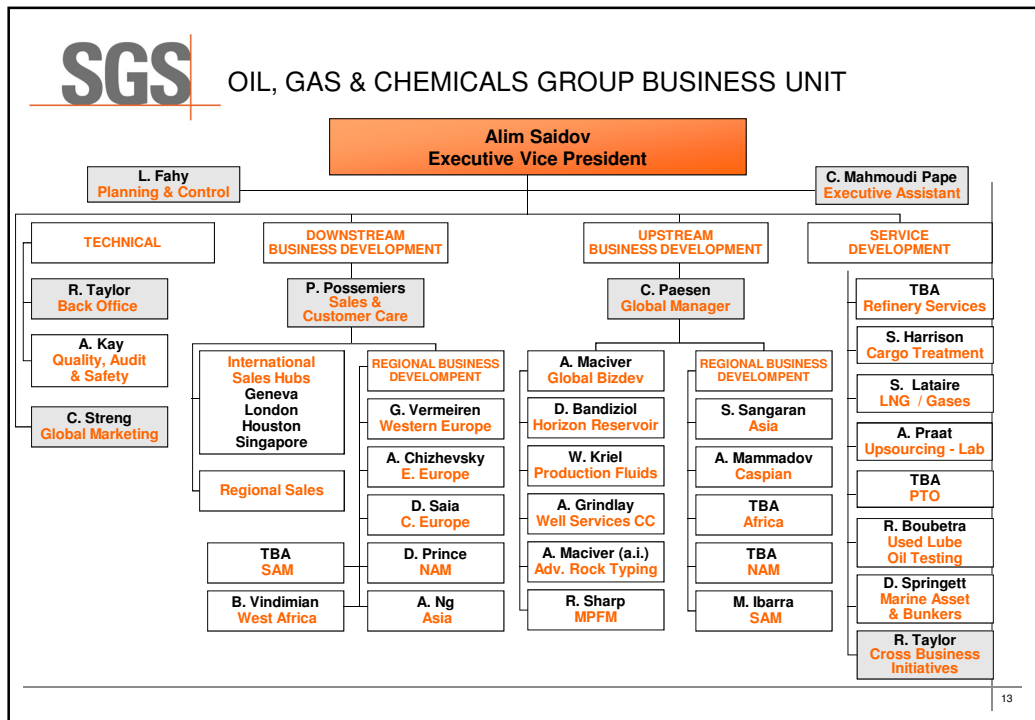 SGS
OIL, GAS & CHEMICALS GROUP BUSINESS UNIT
Alim Saidov
Executive Vice President
L. Fahy
Planning & Control
C. Mahmoudi Pape
Executive Assistant
TECHNICAL
DOWNSTREAM
BUSINESS DEVELOPMENT
UPSTREAM
BUSINESS DEVELOPMENT
SERVICE
DEVELOPMENT
R. Taylor
Back Office
A. Kay
Quality, Audit
& Safety
C. Streng
Global Marketing
P. Possemiers
Sales &
Customer Care
International
Sales Hubs
Geneva
London
Houston
Singapore
Regional Sales
TBA
SAM
B. Vindimian
West Africa
REGIONAL BUSINESS
DEVELOMPENT
G. Vermeiren
Western Europe
A. Chizhevsky
E. Europe
D. Saia
C. Europe
D. Prince
NAM
A. Ng
Asia
C. Paesen
Global Manager
A. Maciver
Global Bizdev
D. Bandiziol
Horizon Reservoir
W. Kriel
Production Fluids
A. Grindlay
Well Services CC
A. Maciver (a.i.)
Adv. Rock Typing
R. Sharp
MPFM
REGIONAL BUSINESS
DEVELOMPENT
S. Sangaran
Asia
A. Mammadov
Caspian
TBA
Africa
TBA
NAM
M. Ibarra
SAM
TBA
Refinery Services
S. Harrison
Cargo Treatment
S. Lataire
LNG / Gases
A. Praat
Upsourcing - Lab
TBA
PTO
R. Boubetra
Used Lube
Oil Testing
D. Springett
Marine Asset
& Bunkers
R. Taylor
Cross Business
Initiatives
13